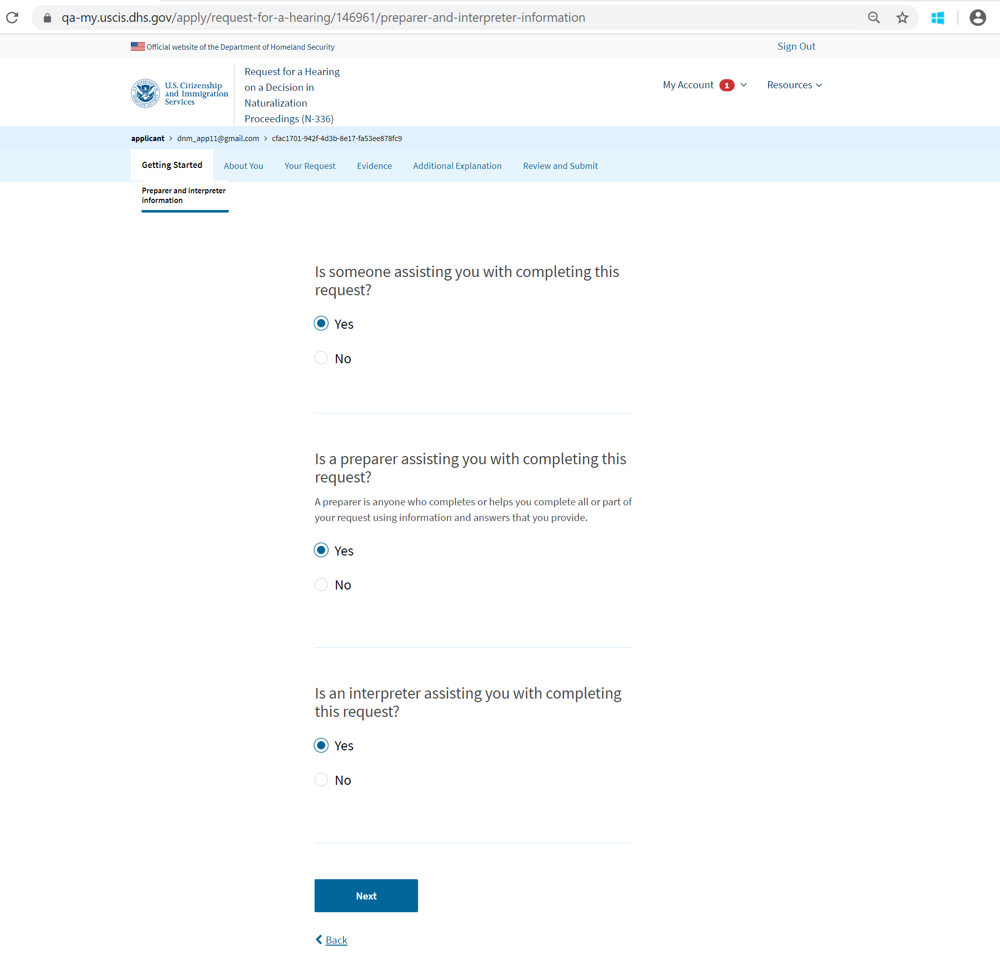 qa-my.uscis.dhs.gov/apply/request-for-a-hearing/146961/preparer-and-interpreter-information
Official website of the Department of Homeland Security
Sign Out
U.S. Citizenship
and Immigration
Services
Request for a Hearing
on a Decision in
Naturalization
Proceedings (N-336)
My Account 1
Resources
applicant > dnm_app11@gmail.com > cfac1701-942f-4d3b-8e17-fa53ee878fc9
Getting Started About You Your Request Evidence Additional Explanation Review and Submit
Preparer and interpreter
information
Is someone assisting you with completing this
request?
Yes
No
Is a preparer assisting you with completing this
request?
A preparer is anyone who completes or helps you complete all or part of
your request using information and answers that you provide.
Yes
No
Is an interpreter assisting you with completing
this request?
Yes
No
Next
Back